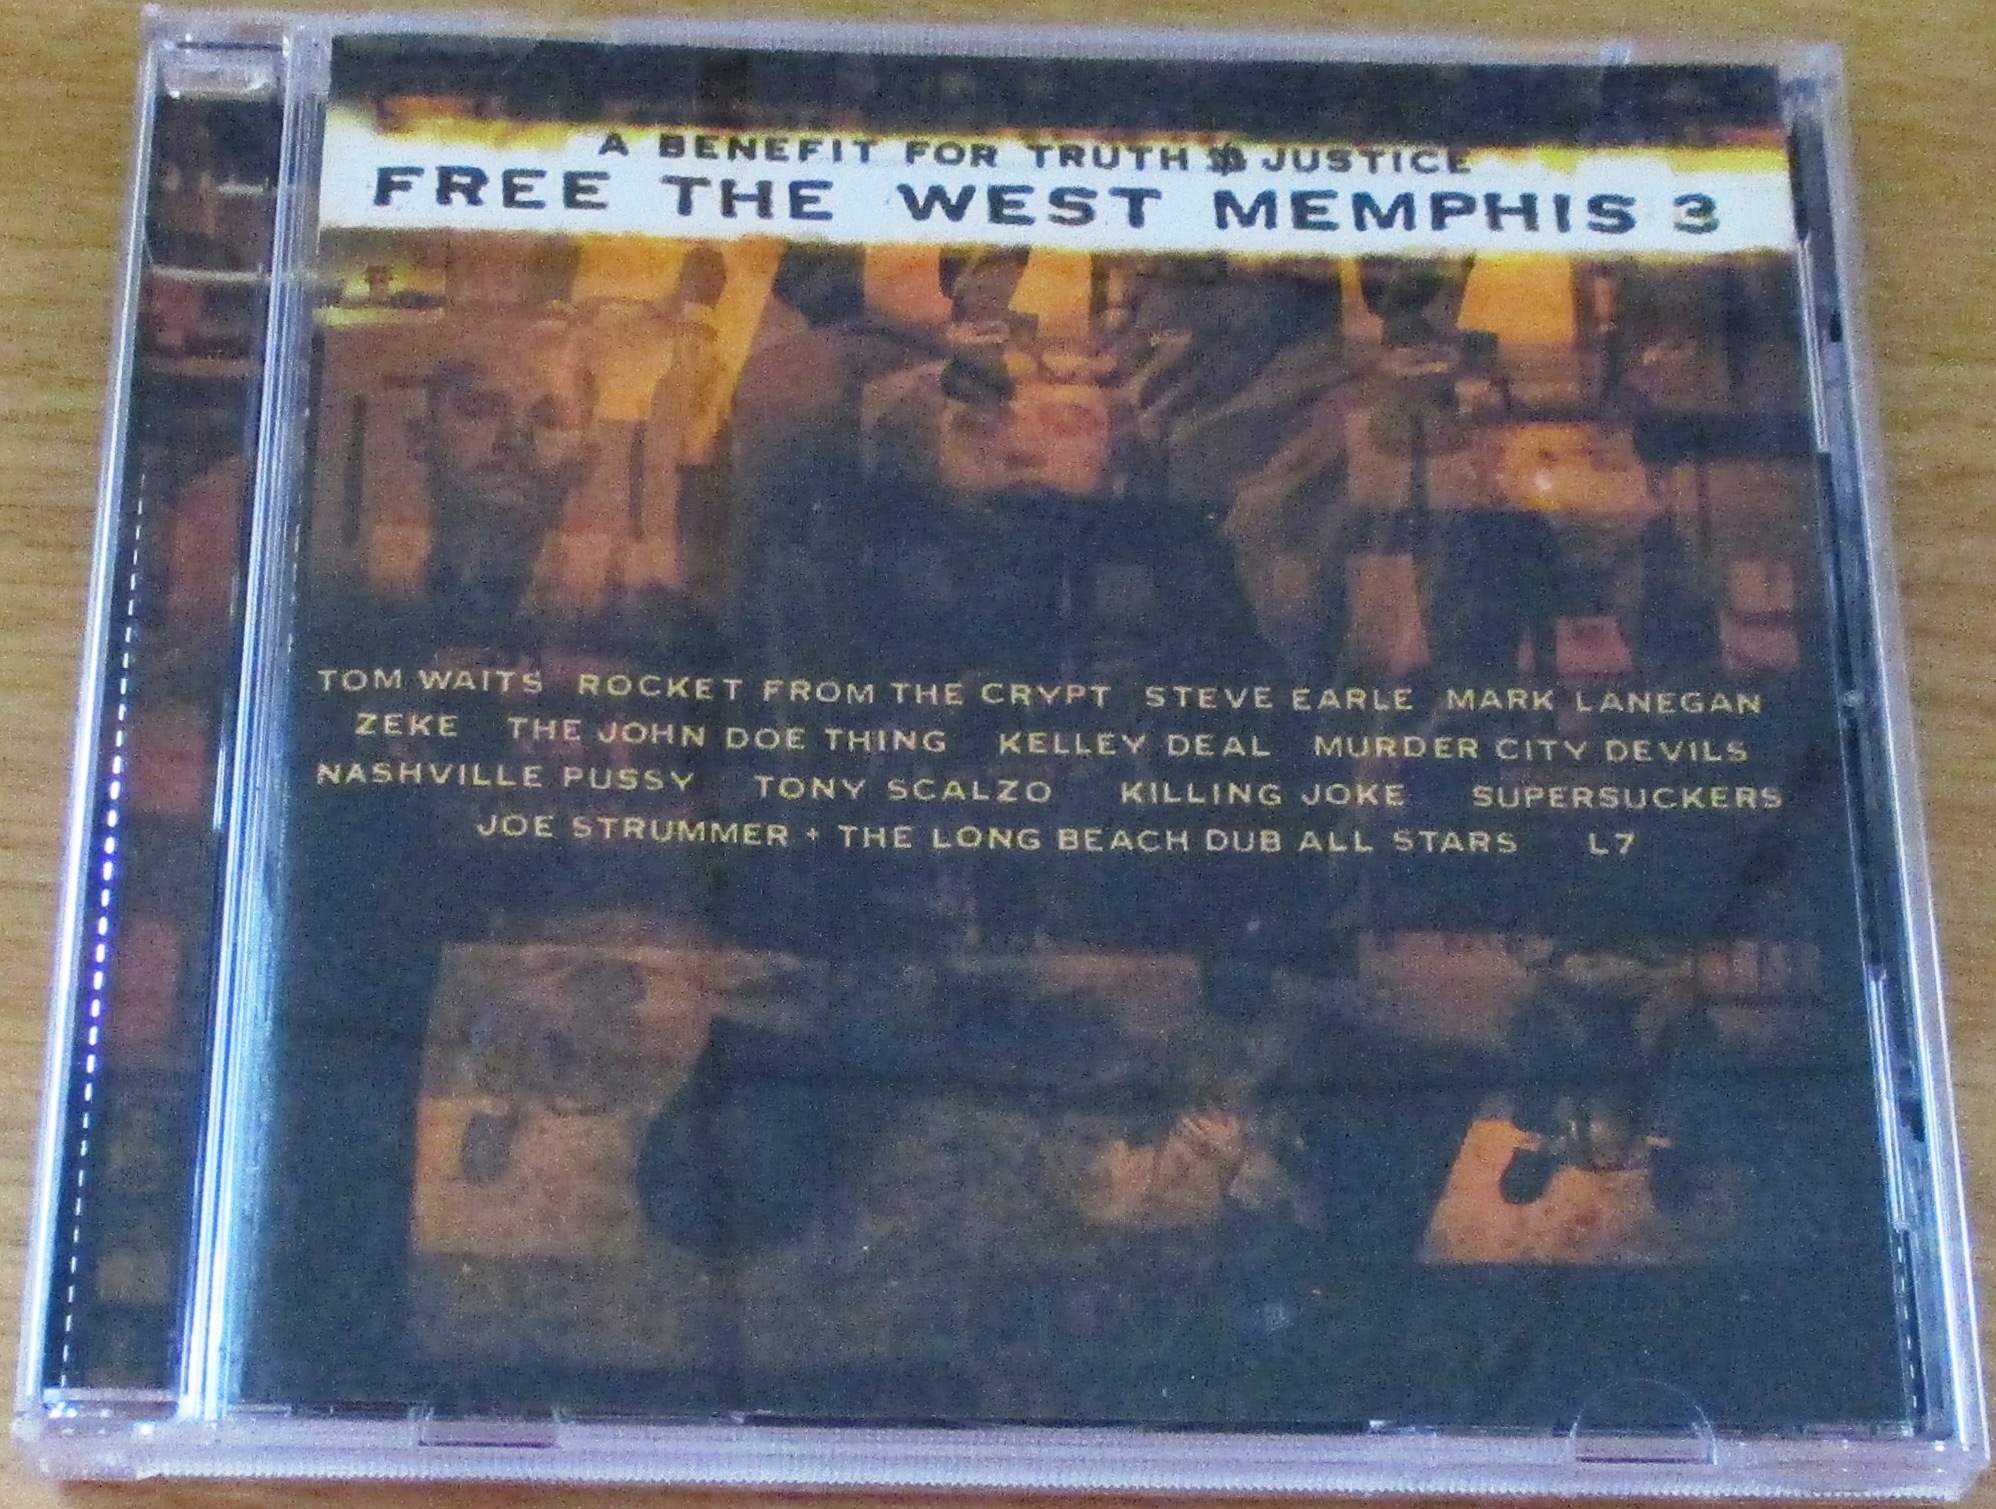 A BENEFIT FOR TRUTH & JUSTICE
FREE THE WEST MEMPHIS 3
TOM WAITS ROCKET FROM THE CRYPT STEVE EARLE MARK LANEGAN
ZEKE THE JOHN DOE THING KELLEY DEAL MURDER CITY DEVILS
NASHVILLE PUSSY TONY SCALZO KILLING JOKE SUPERSUCKERS
JOE STRUMMER + THE LONG BEACH DUB ALL STARS L7